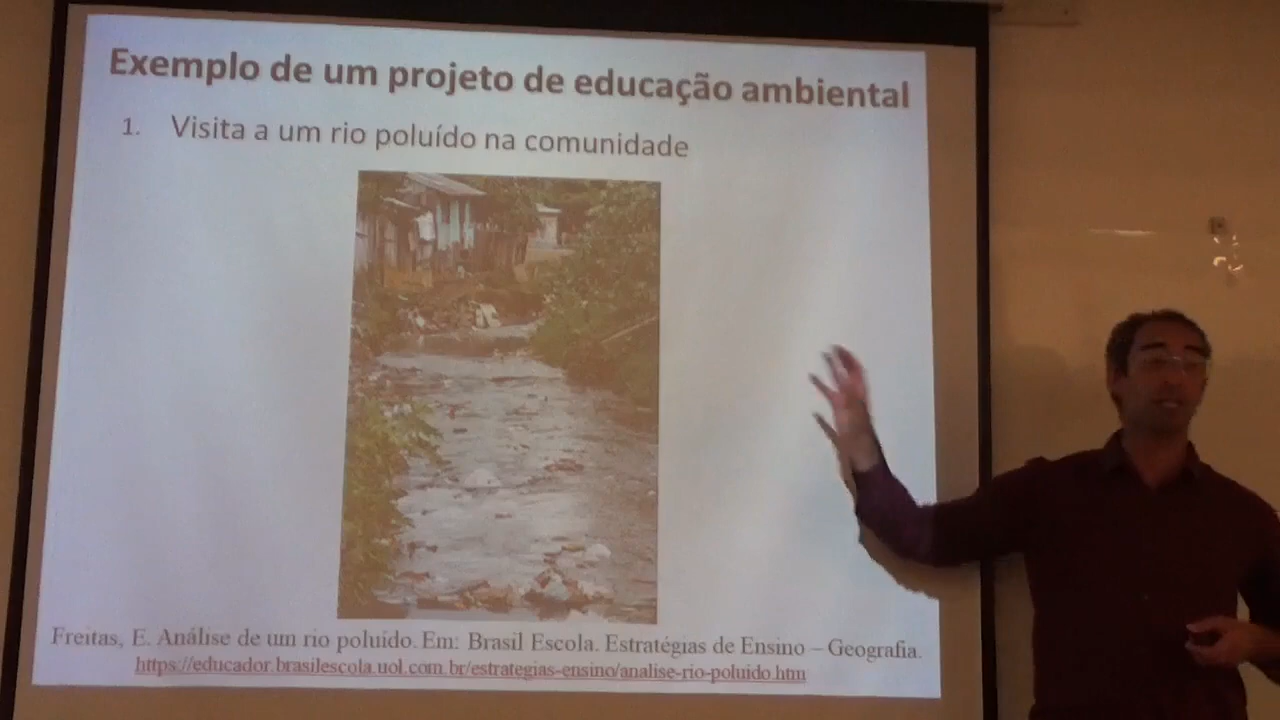 Exemplo de um projeto de educação ambiental
1. Visita a um rio poluído na comunidade
Freitas, E. Análise de um rio poluído. Em: Brasil Escola. Estratégias de Ensino – Geografia.
https://educador.brasilescola.uol.com.br/estrategias-ensino/analise-rio-poluido.htm